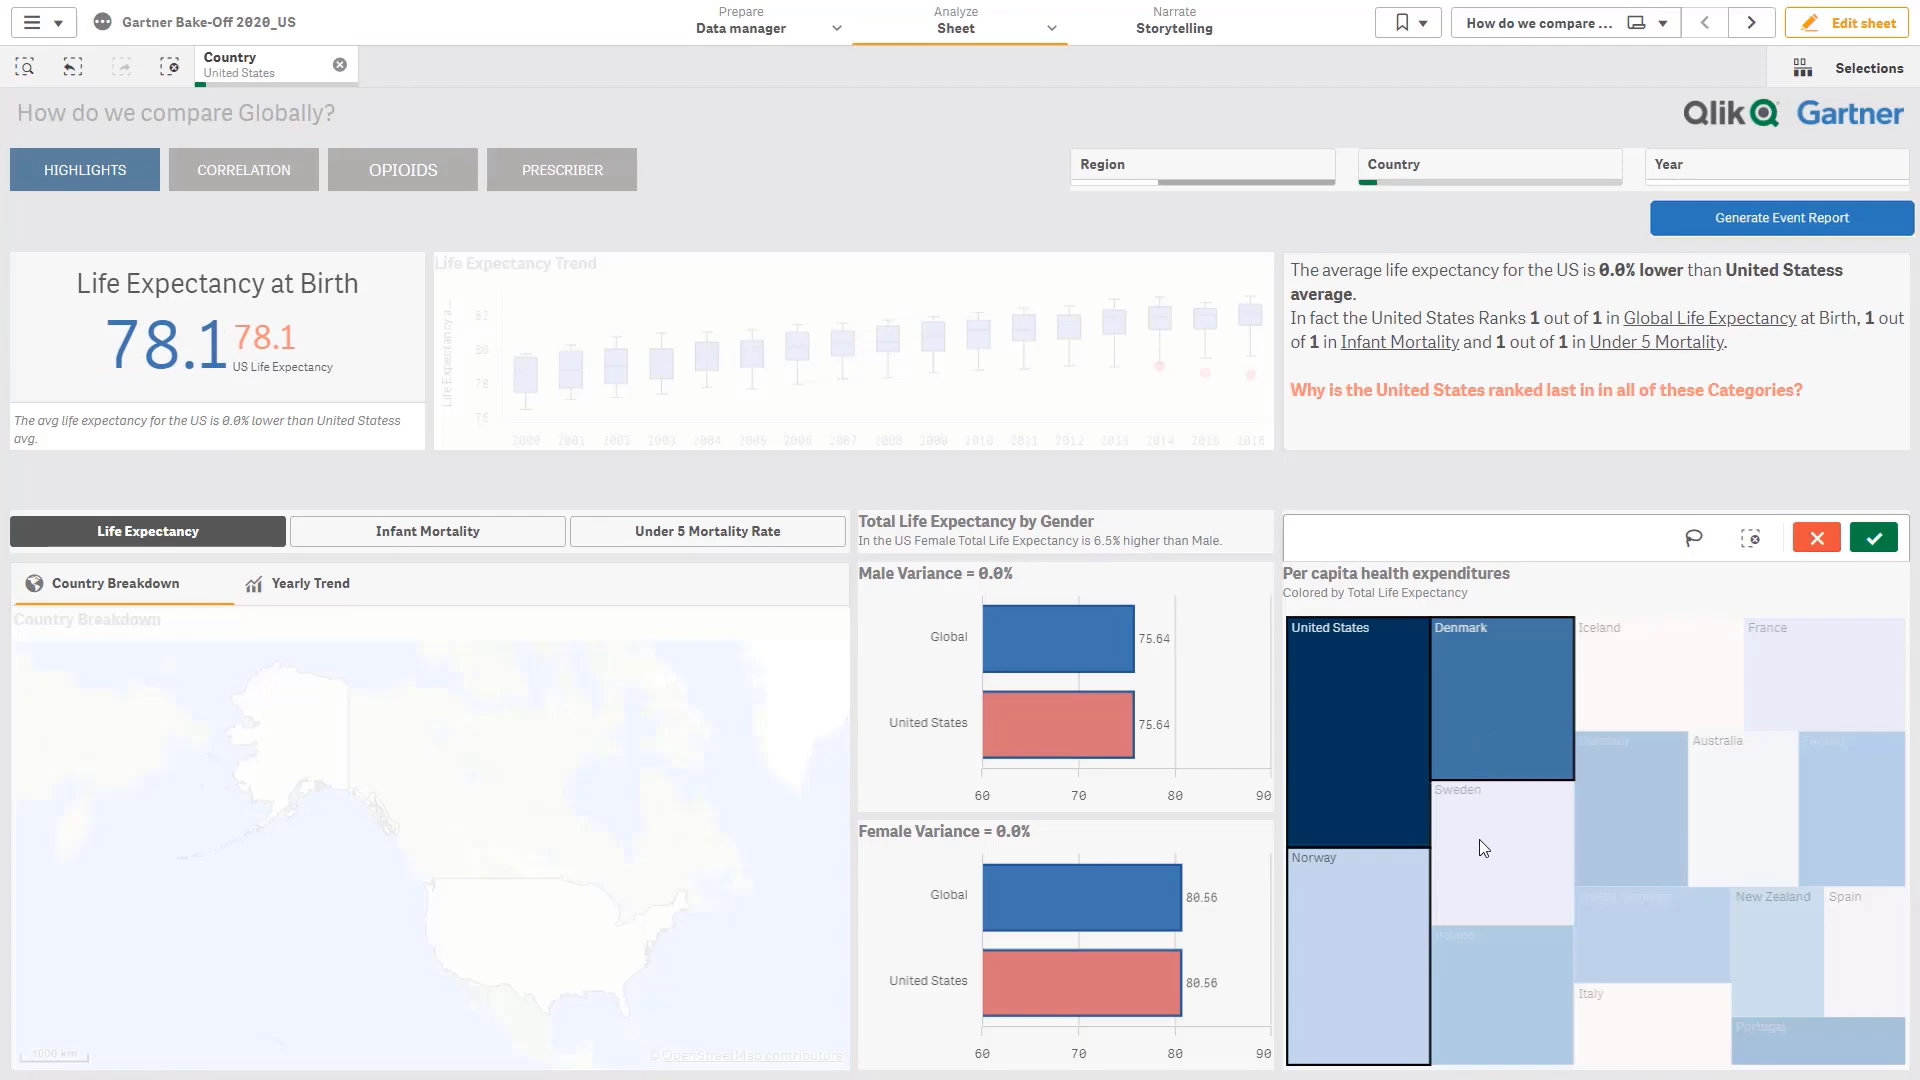 Gartner Bake-Off 2020_US
Prepare
Data manager
Analyze
Sheet
Narrate
Storytelling
How do we compare ...
Edit sheet
Country
United States
Selections
How do we compare Globally?
Qlik
Gartner
HIGHLIGHTS
CORRELATION
OPIOIDS
PRESCRIBER
Region
Country
Year
Generate Event Report
Life Expectancy at Birth
78.1
78.1
US Life Expectancy
The avg life expectancy for the US is 0.0% lower than United Statess
avg.
Life Expectancy Trend
Life Expectancy a...
82
80
78
76
2000 2001 2002 2003 2004 2005 2006 2007 2008 2009 2010 2011 2012 2013 2014 2015 2016
The average life expectancy for the US is 0.0% lower than United Statess
average.
In fact the United States Ranks 1 out of 1 in Global Life Expectancy at Birth, 1 out
of 1 in Infant Mortality and 1 out of 1 in Under 5 Mortality.
Why is the United States ranked last in in all of these Categories?
Life Expectancy
Infant Mortality
Under 5 Mortality Rate
Country Breakdown
Yearly Trend
Country Breakdown
1000 km
© OpenStreetMap contributors
Total Life Expectancy by Gender
In the US Female Total Life Expectancy is 6.5% higher than Male.
Male Variance = 0.0%
Global
75.64
United States
75.64
60 70 80 90
Female Variance = 0.0%
Global
80.56
United States
80.56
60 70 80 90
Per capita health expenditures
Colored by Total Life Expectancy
United States
Denmark
Iceland
France
Germany
Australia
Sweden
Norway
New Zealand
Spain
Ireland
Italy
Portugal